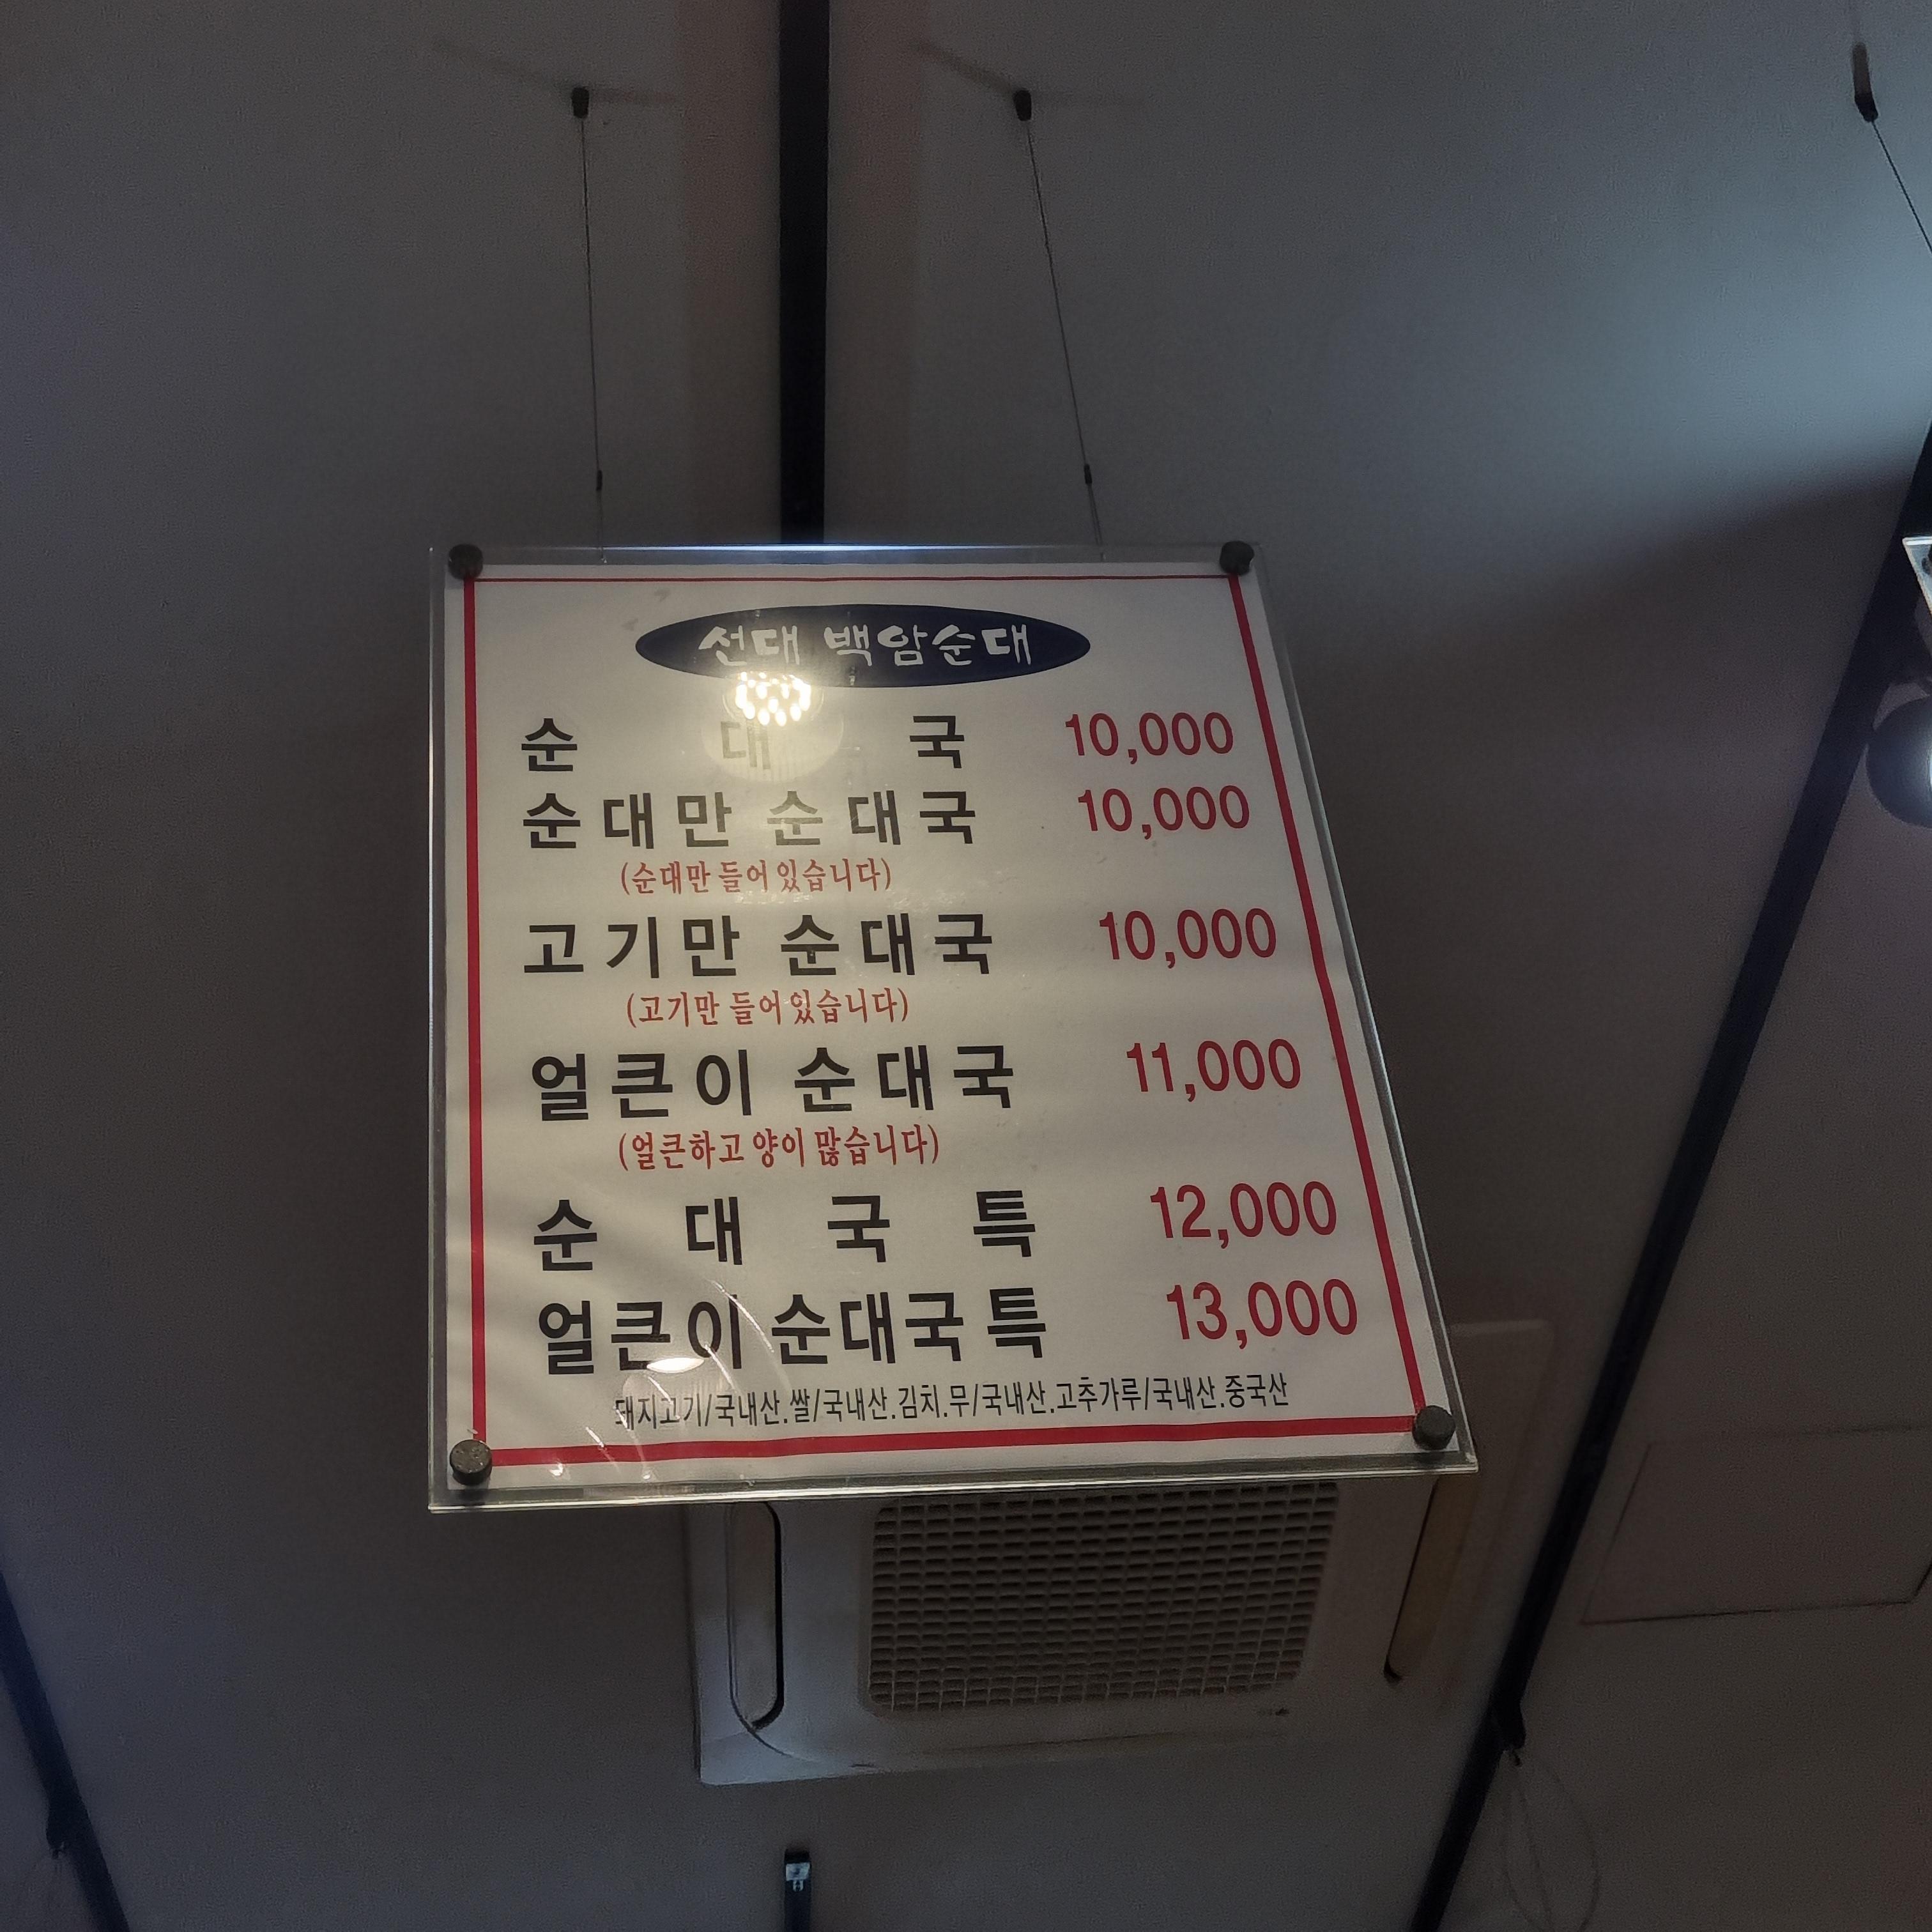 선대 백암순대
순 대 국 10,000
순대만 순대국 10,000
(순대만 들어 있습니다)
고기만 순대국 10,000
(고기만 들어 있습니다)
얼큰이 순대국 11,000
(얼큰하고 양이 많습니다)
순 대 국 특 12,000
얼큰이 순대국 특 13,000
돼지고기/국내산.쌀/국내산.김치.무/국내산.고추가루/국내산.중국산